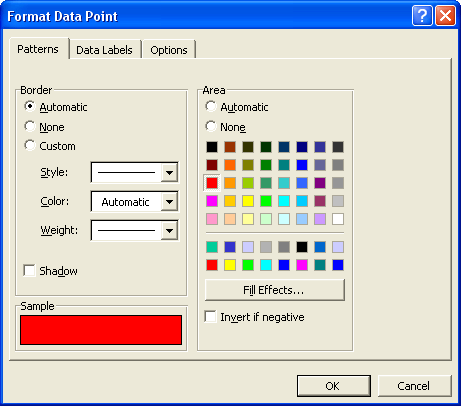 Format Data Point
Patterns
Data Labels
Options
Border
Automatic
None
Custom
Style:
Color:
Automatic
Weight:
Shadow
Sample
Area
Automatic
None
Fill Effects...
Invert if negative
OK
Cancel